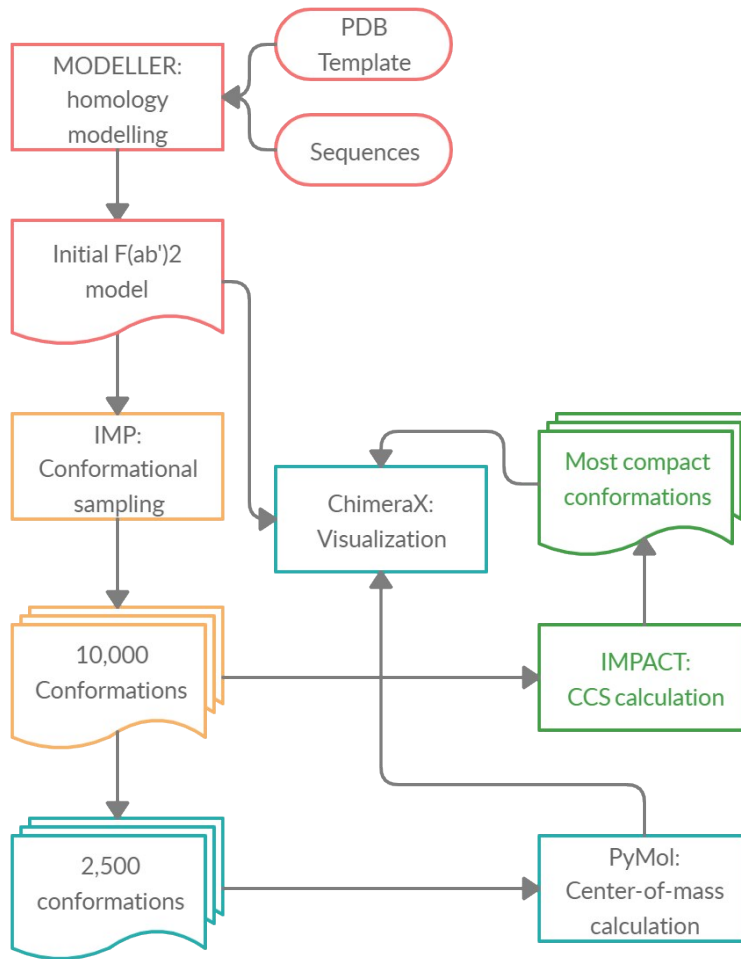 PDB
Template
MODELLER:
homology
modelling
Sequences
Initial F(ab')2
model
IMP:
Conformational
sampling
Most compact
conformations
ChimeraX:
Visualization
10,000
Conformations
IMPACT:
CCS calculation
2,500
conformations
PyMol:
Center-of-mass
calculation